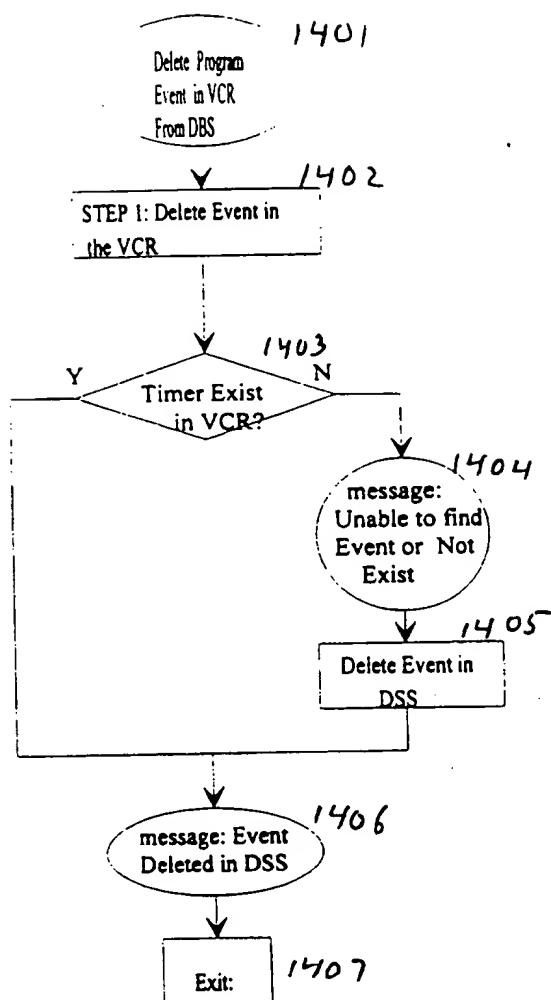 1401
Delete Program
Event in VCR
From DBS
1402
STEP 1: Delete Event in
the VCR
1403
Y
N
Timer Exist
in VCR?
1404
message:
Unable to find
Event or Not
Exist
1405
Delete Event in
DSS
1406
message: Event
Deleted in DSS
1407
Exit: